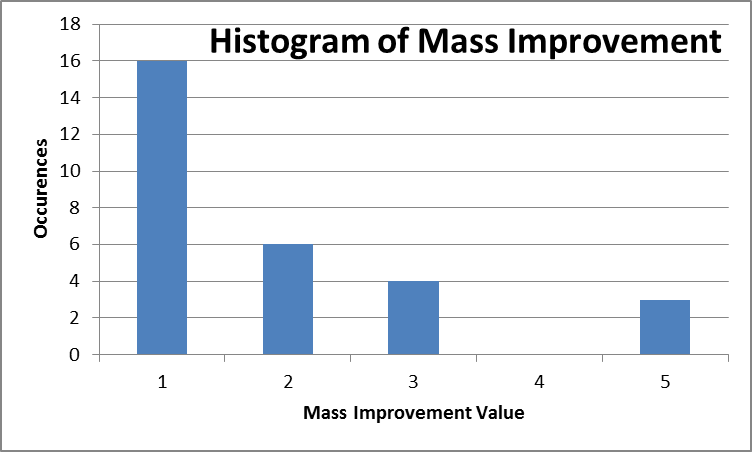 Histogram of Mass Improvement
18
16
14
12
10
8
6
4
2
0
Occurences
1 2 3 4 5
Mass Improvement Value